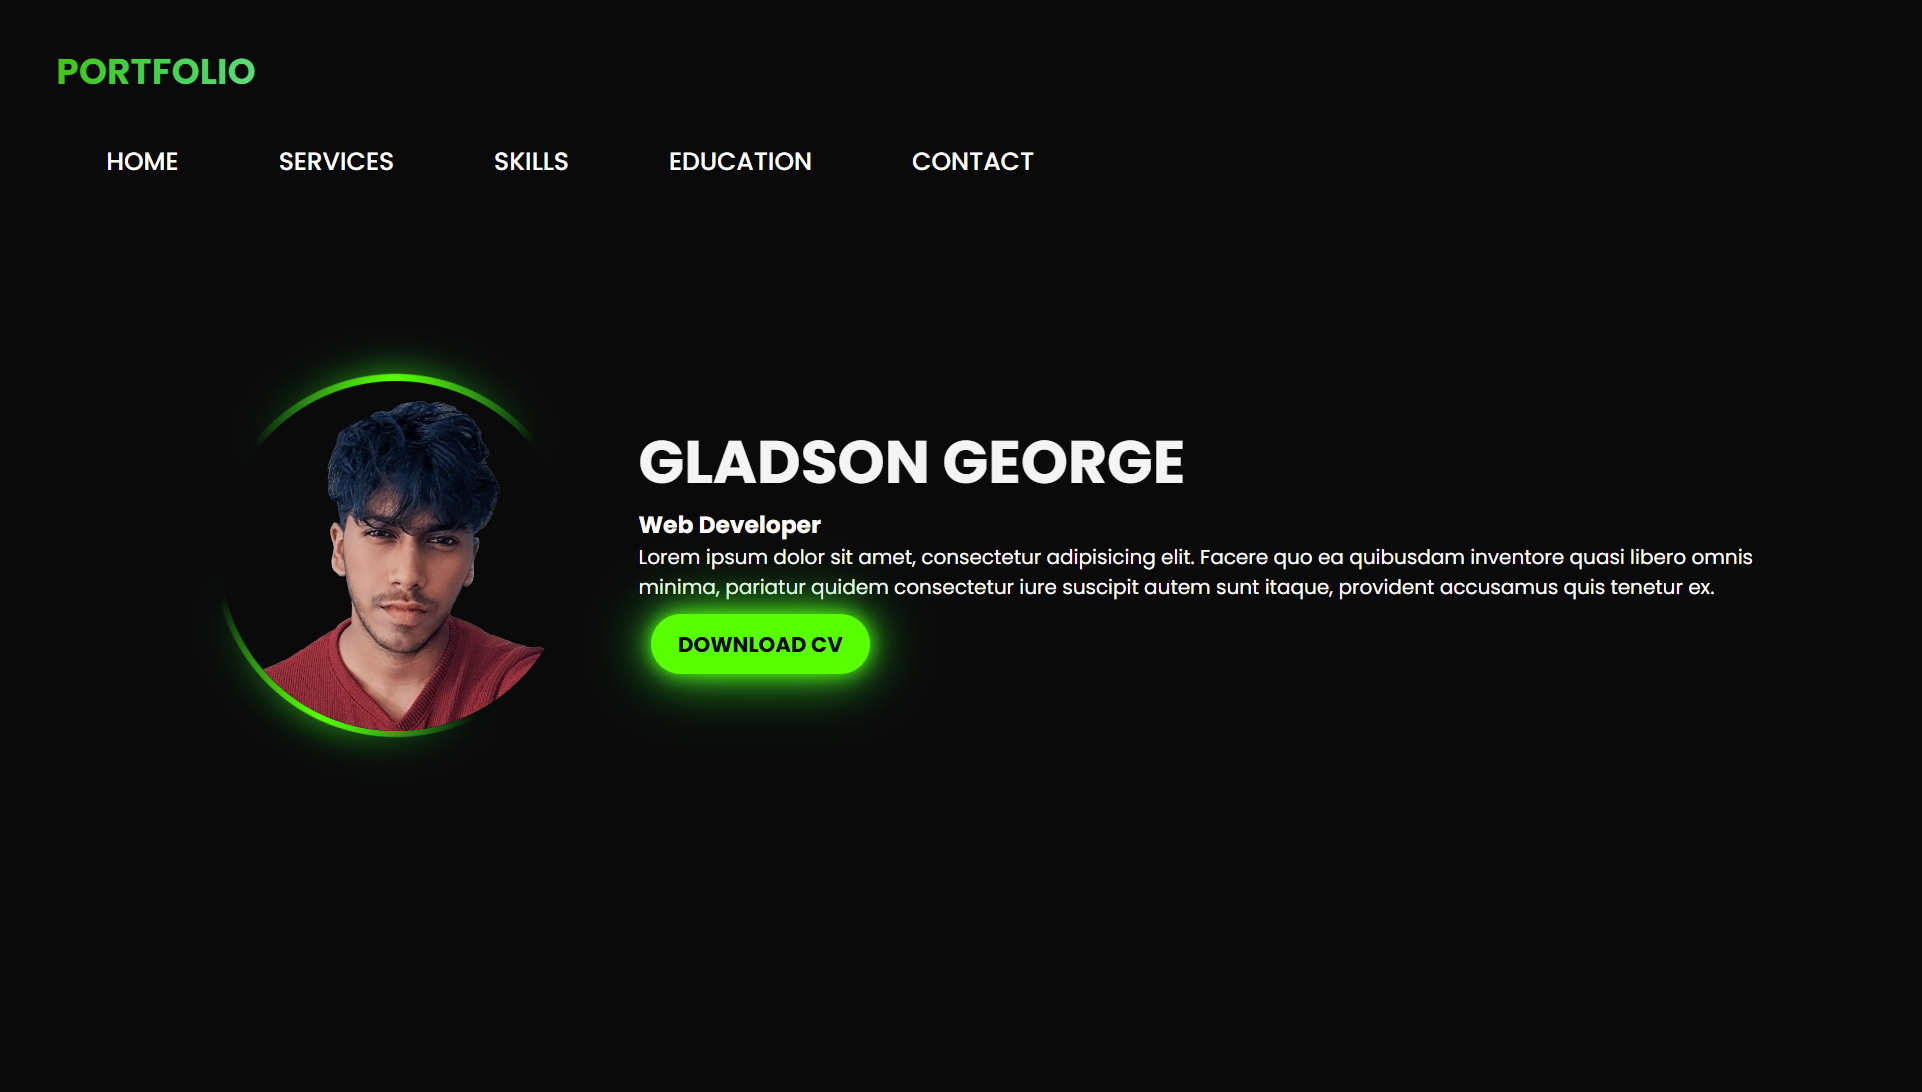 PORTFOLIO
HOME SERVICES SKILLS EDUCATION CONTACT
GLADSON GEORGE
Web Developer
Lorem ipsum dolor sit amet, consectetur adipisicing elit. Facere quo ea quibusdam inventore quasi libero omnis
minima, pariatur quidem consectetur iure suscipit autem sunt itaque, provident accusamus quis tenetur ex.
DOWNLOAD CV